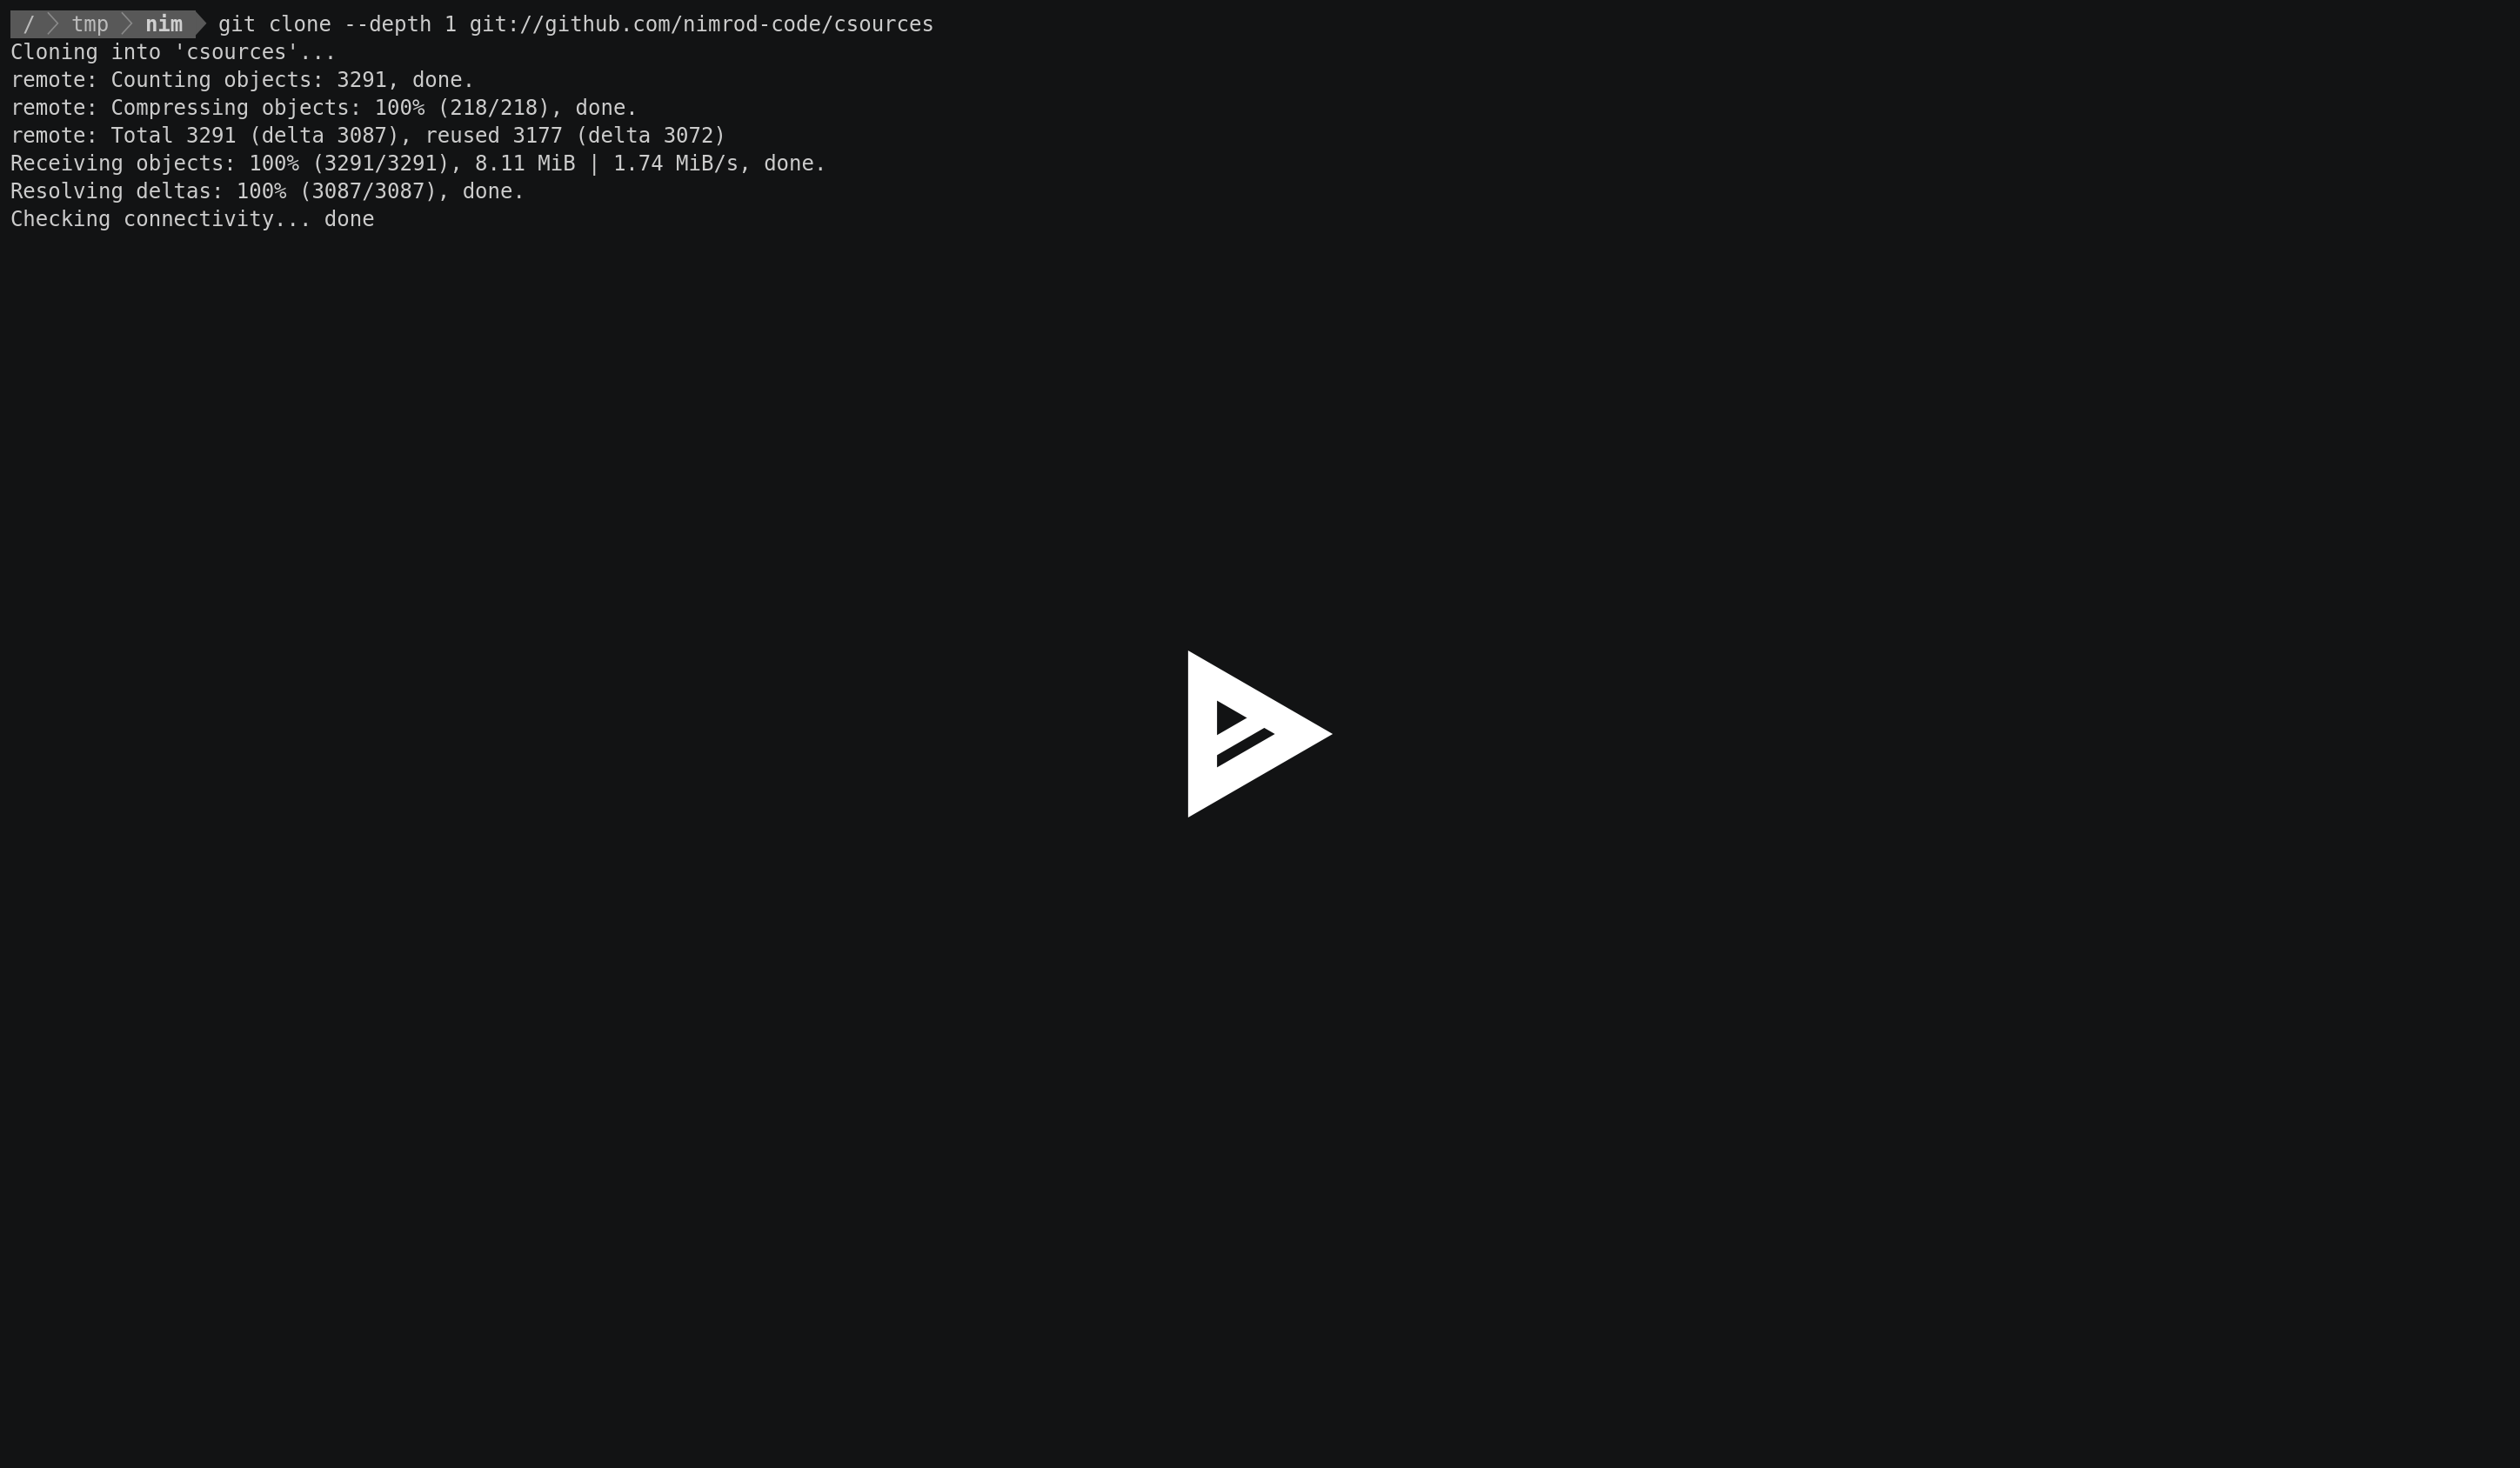 / tmp nim git clone --depth 1 git://github.com/nimrod-code/csources
Cloning into 'csources'...
remote: Counting objects: 3291, done.
remote: Compressing objects: 100% (218/218), done.
remote: Total 3291 (delta 3087), reused 3177 (delta 3072)
Receiving objects: 100% (3291/3291), 8.11 MiB | 1.74 MiB/s, done.
Resolving deltas: 100% (3087/3087), done.
Checking connectivity... done